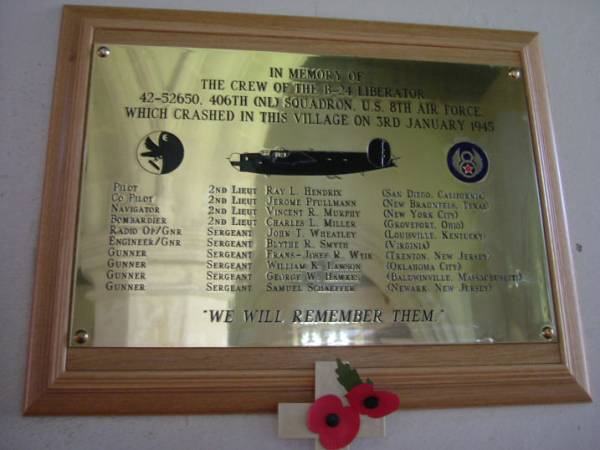 IN MEMORY OF
THE CREW OF THE B-24 LIBERATOR
42-52650, 406TH (NL) SQUADRON, U.S. 8TH AIR FORCE
WHICH CRASHED IN THIS VILLAGE ON 3RD JANUARY 1945
8
PILOT 2ND LIEUT RAY L. HENDRIX (SAN DIEGO, CALIFORNIA)
CO PILOT 2ND LIEUT JEROME PFULLMANN (NEW BRAUNFELS, TEXAS)
NAVIGATOR 2ND LIEUT VINCENT R. MURPHY (NEW YORK CITY)
BOMBARDIER 2ND LIEUT CHARLES L. MILLER (GROVEPORT, OHIO)
RADIO OP/GNR SERGEANT JOHN T. WHEATLEY (LOUISVILLE, KENTUCKY)
ENGINEER/GNR SERGEANT BLYTHE R. SMYTH (VIRGINIA)
GUNNER SERGEANT FRANS-JOSEF R. WYIK (TRENTON, NEW JERSEY)
GUNNER SERGEANT WILLIAM K. LAWSON (OKLAHOMA CITY)
GUNNER SERGEANT GEORGE W. HAWKES (BALDWINVILLE, MASSACHUSETTS)
GUNNER SERGEANT SAMUEL SCHAEFFER (NEWARK, NEW JERSEY)
"WE WILL REMEMBER THEM."